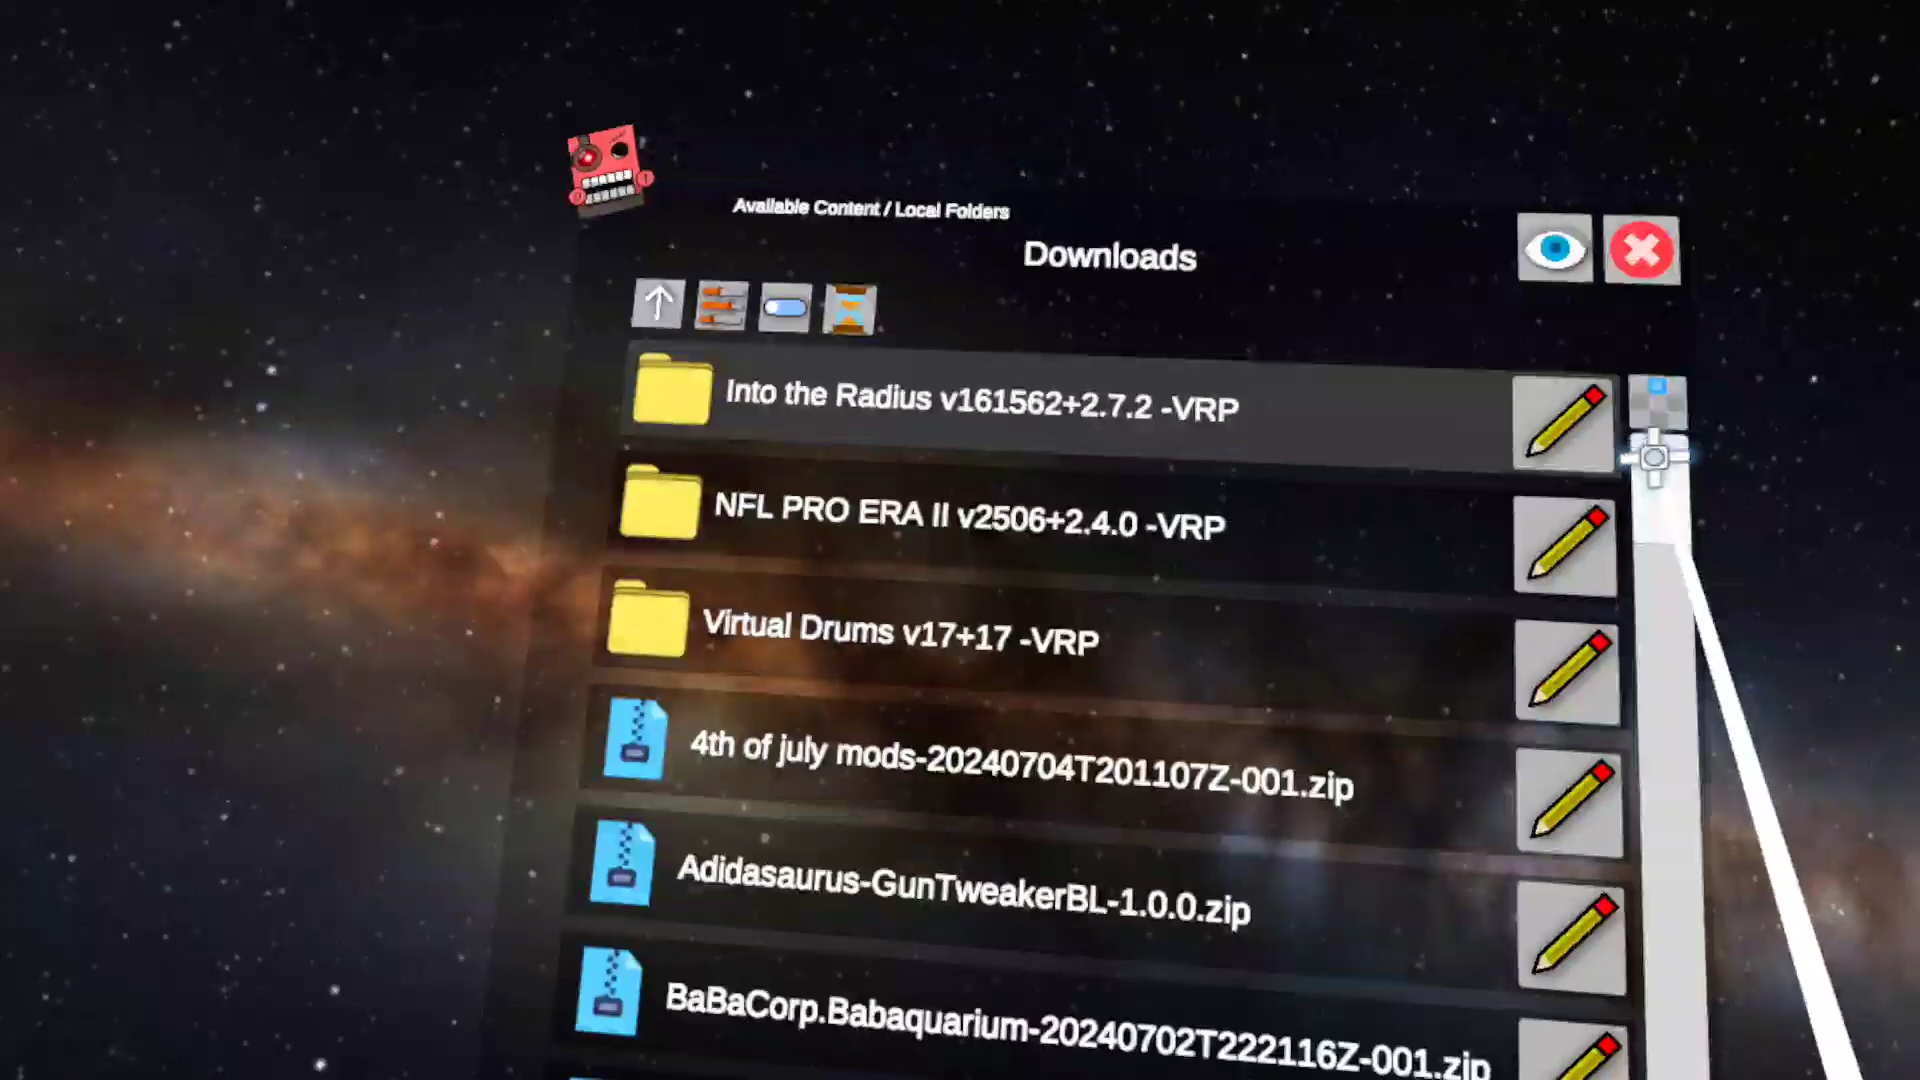 Available Content / Local Folders
Downloads
Into the Radius v161562+2.7.2 -VRP
NFL PRO ERA II v2506+2.4.0 -VRP
Virtual Drums v17+17 -VRP
4th of july mods-20240704T201107Z-001.zip
Adidasaurus-GunTweakerBL-1.0.0.zip
BaBaCorp.Babaquarium-20240702T222116Z-001.zip